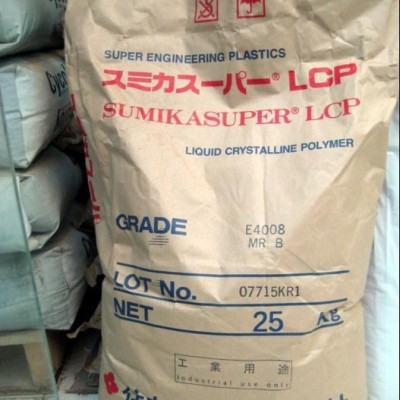 SUPER ENGINEERING PLASTICS
スミカスーパー® LCP
SUMIKASUPER® LCP
LIQUID CRYSTALLINE POLYMER
GRADE E4008
MR B
LOT No. 07715KR1
NET 25 Kg
工業用途
Industrial use only